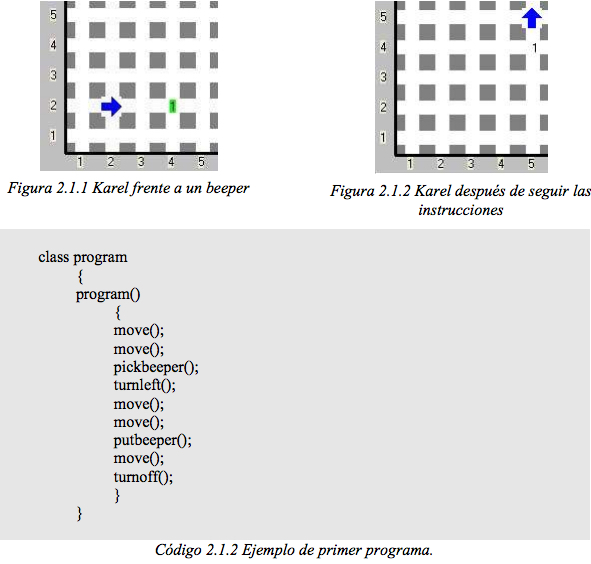 5
4
3
2
1
1
1 2 3 4 5
Figura 2.1.1 Karel frente a un beeper
5
4
1
3
2
1
1 2 3 4 5
Figura 2.1.2 Karel después de seguir las
instrucciones
class program
{
program()
{
move();
move();
pickbeeper();
turnleft();
move();
move();
putbeeper();
move();
turnoff();
}
}
Código 2.1.2 Ejemplo de primer programa.